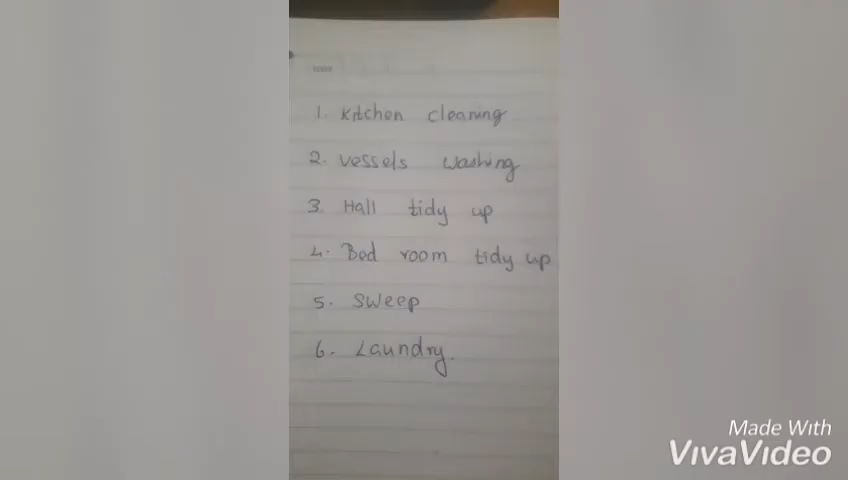 1. Kitchen cleaning
2. vessels washing
3. Hall tidy up
4. Bed room tidy up
5. Sweep
6. Laundry.
Made With
VivaVideo